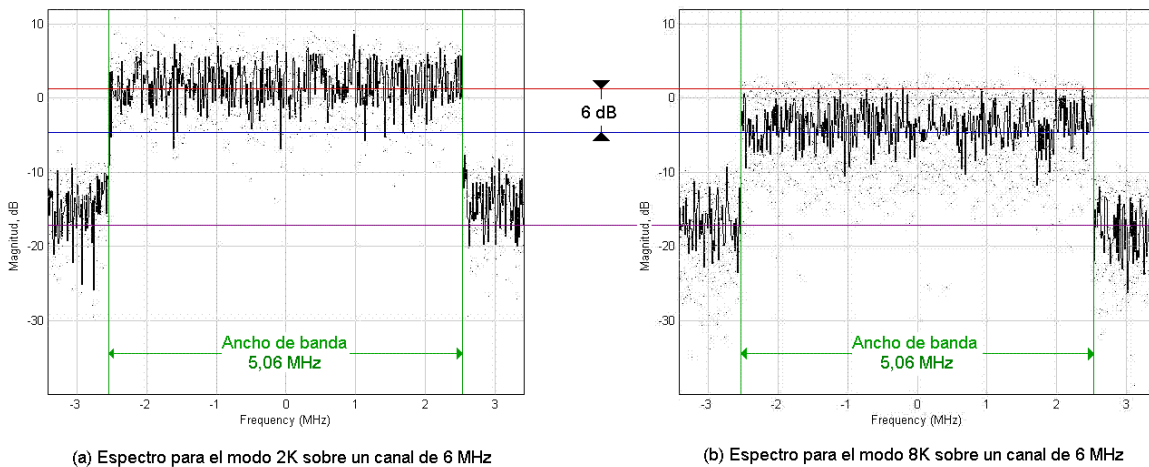 10
0
-10
-20
-30
Magnitud, dB
Ancho de banda
5,06 MHz
-3
-2
-1
0
1
2
3
Frequency (MHz)
(a) Espectro para el modo 2K sobre un canal de 6 MHz
6 dB
10
0
-10
-20
-30
Magnitud, dB
Ancho de banda
5,06 MHz
-3
-2
-1
0
1
2
3
Frequency (MHz)
(b) Espectro para el modo 8K sobre un canal de 6 MHz